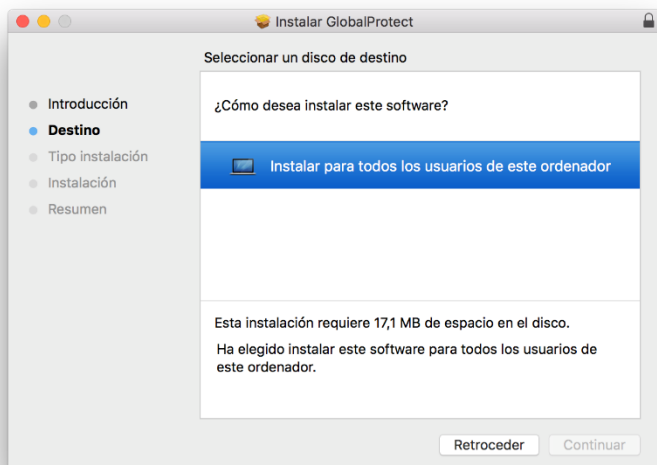 Instalar GlobalProtect
Seleccionar un disco de destino
Introducción
Destino
Tipo instalación
Instalación
Resumen
¿Cómo desea instalar este software?
Instalar para todos los usuarios de este ordenador
Esta instalación requiere 17,1 MB de espacio en el disco.
Ha elegido instalar este software para todos los usuarios de
este ordenador.
Retroceder
Continuar